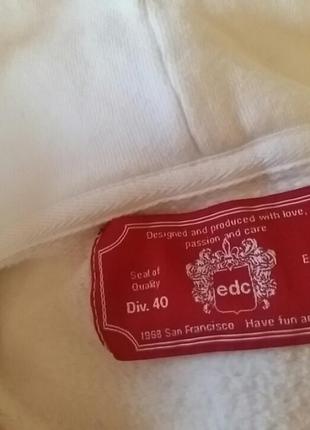 Designed and produced with love,
passion and care
Seal of
Quality
Div. 40
edc
E
1968 San Francisco Have fun a